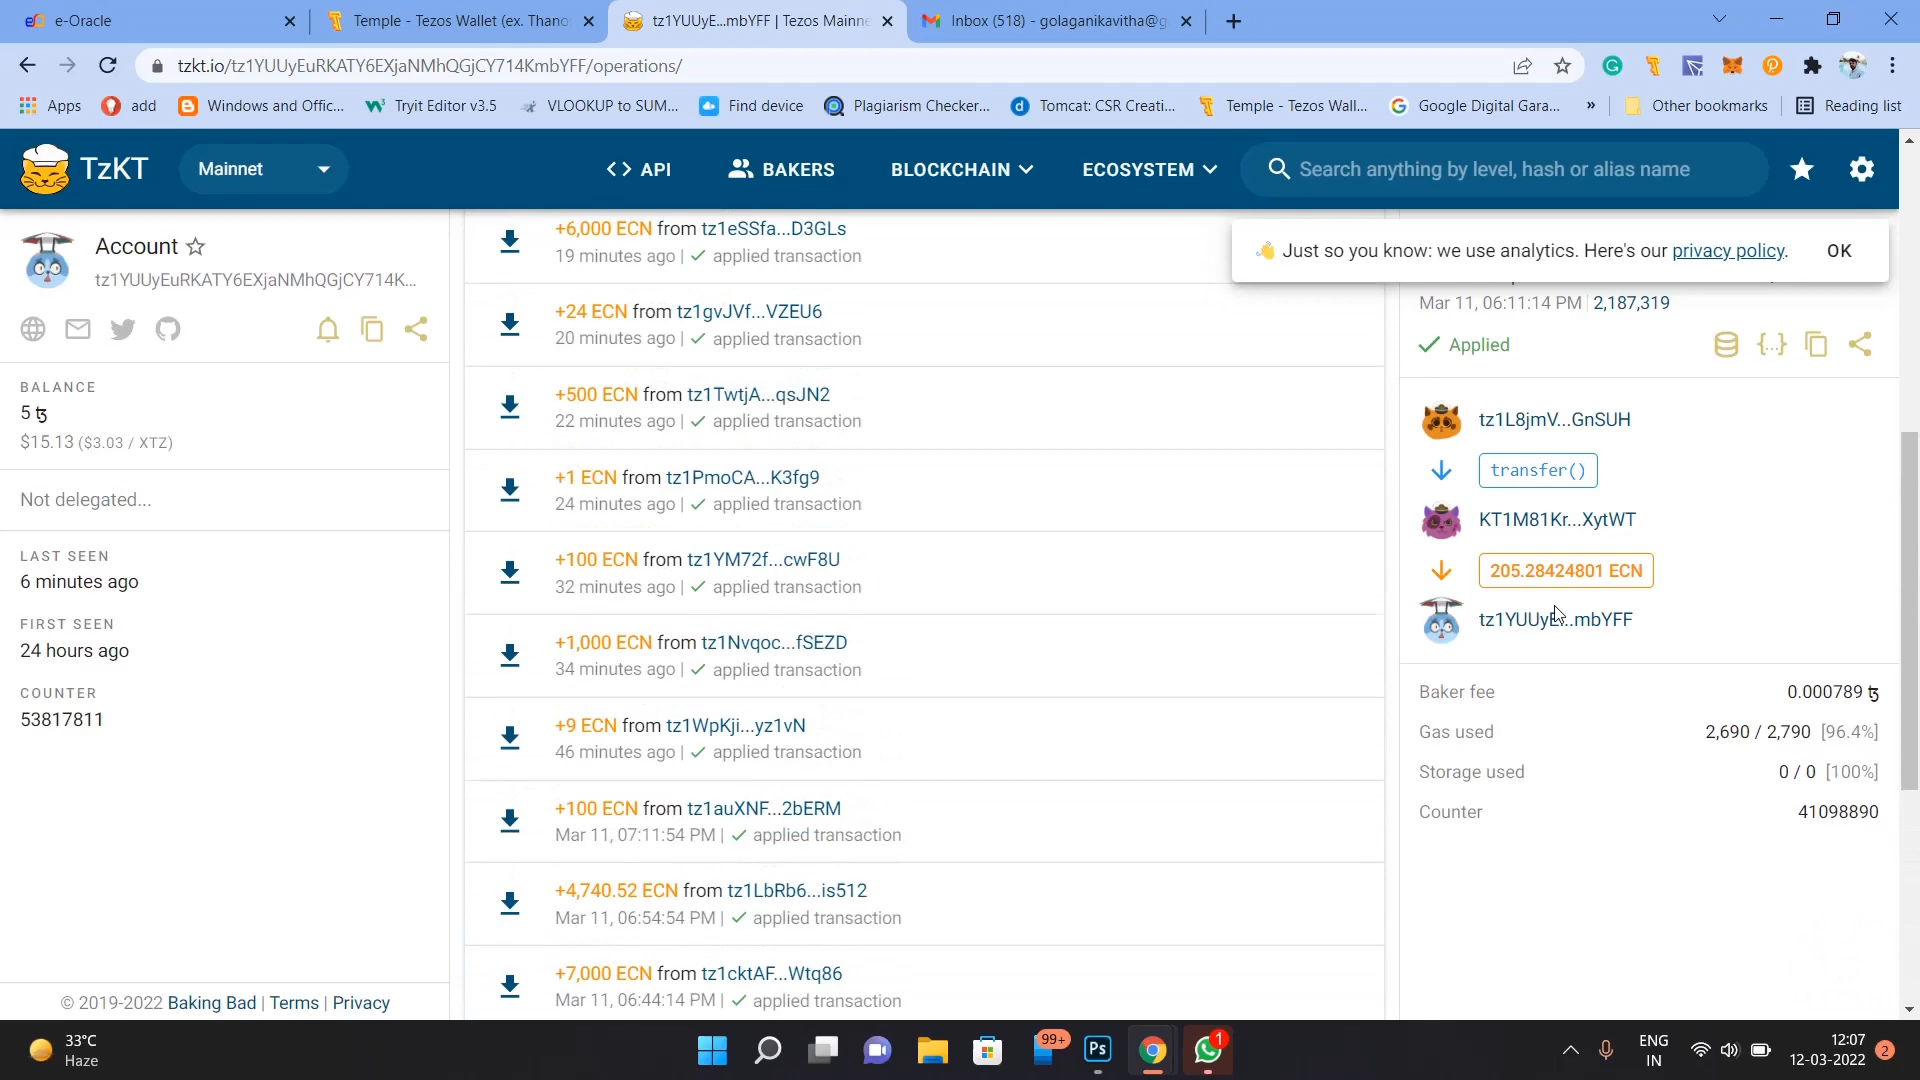 e-Oracle
Temple - Tezos Wallet (ex. Thano
tz1YUUyE...mbYFF | Tezos Mainne
Inbox (518) - golaganikavitha@g
tzkt.io/tz1YUUyEuRKATY6EXjaNMhQGjCY714KmbYFF/operations/
Apps
add
Windows and Offic...
Tryit Editor v3.5
VLOOKUP to SUM...
Find device
Plagiarism Checker...
Tomcat: CSR Creati...
Temple - Tezos Wall...
Google Digital Gara...
»
Other bookmarks
Reading list
TzKT
Mainnet
<> API
BAKERS
BLOCKCHAIN
ECOSYSTEM
Search anything by level, hash or alias name
Account
tz1YUUyEuRKATY6EXjaNMhQGjCY714K...
BALANCE
5 ꜩ
$15.13 ($3.03 / XTZ)
Not delegated...
LAST SEEN
6 minutes ago
FIRST SEEN
24 hours ago
COUNTER
53817811
© 2019-2022 Baking Bad | Terms | Privacy
+6,000 ECN from tz1eSSfa...D3GLs
19 minutes ago | ✓ applied transaction
+24 ECN from tz1gvJVf...VZEU6
20 minutes ago | ✓ applied transaction
+500 ECN from tz1TwtjA...qsJN2
22 minutes ago | ✓ applied transaction
+1 ECN from tz1PmoCA...K3fg9
24 minutes ago | ✓ applied transaction
+100 ECN from tz1YM72f...cwF8U
32 minutes ago | ✓ applied transaction
+1,000 ECN from tz1Nvqoc...fSEZD
34 minutes ago | ✓ applied transaction
+9 ECN from tz1WpKji...yz1vN
46 minutes ago | ✓ applied transaction
+100 ECN from tz1auXNF...2bERM
Mar 11, 07:11:54 PM | ✓ applied transaction
+4,740.52 ECN from tz1LbRb6...is512
Mar 11, 06:54:54 PM | ✓ applied transaction
+7,000 ECN from tz1cktAF...Wtq86
Mar 11, 06:44:14 PM | ✓ applied transaction
👋 Just so you know: we use analytics. Here's our privacy policy.
OK
Mar 11, 06:11:14 PM | 2,187,319
Applied
{...}
tz1L8jmV...GnSUH
transfer()
KT1M81Kr...XytWT
205.28424801 ECN
tz1YUUyE...mbYFF
Baker fee 0.000789 ꜩ
Gas used 2,690 / 2,790 [96.4%]
Storage used 0 / 0 [100%]
Counter 41098890
33°C
Haze
99+
Ps
1
ENG
IN
12:07
12-03-2022
2